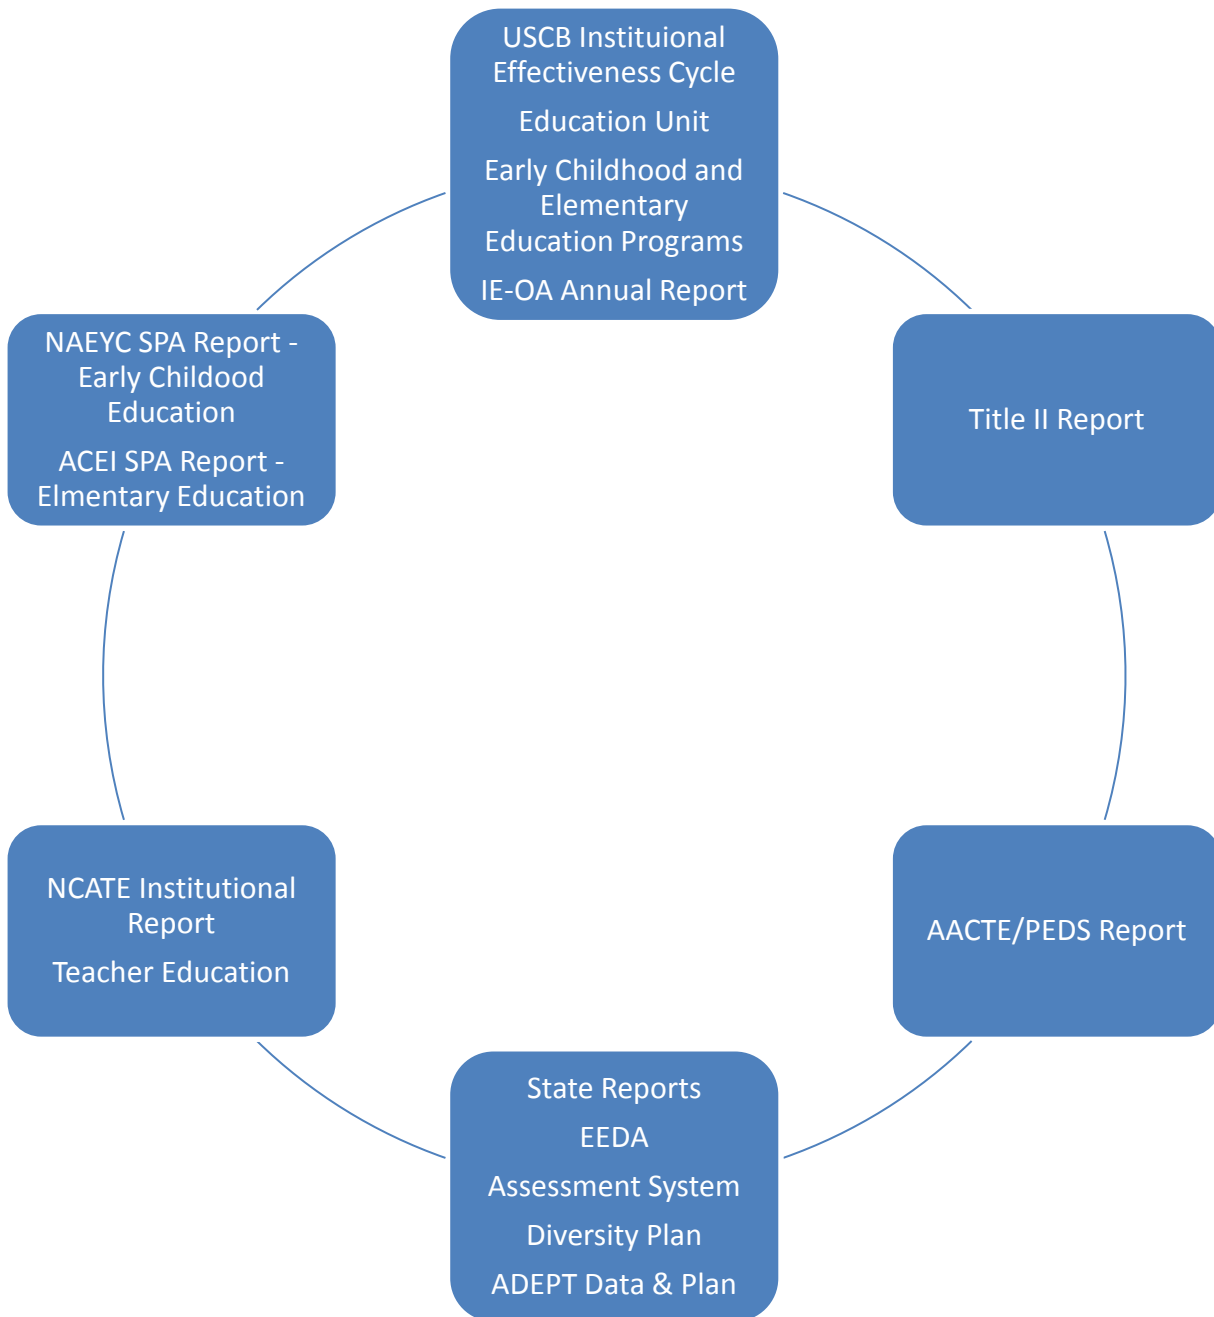 USCB Instituional
Effectiveness Cycle
Education Unit
Early Childhood and
Elementary
Education Programs
IE-OA Annual Report
Title II Report
AACTE/PEDS Report
State Reports
EEDA
Assessment System
Diversity Plan
ADEPT Data & Plan
NCATE Institutional
Report
Teacher Education
NAEYC SPA Report -
Early Childood
Education
ACEI SPA Report -
Elmentary Education